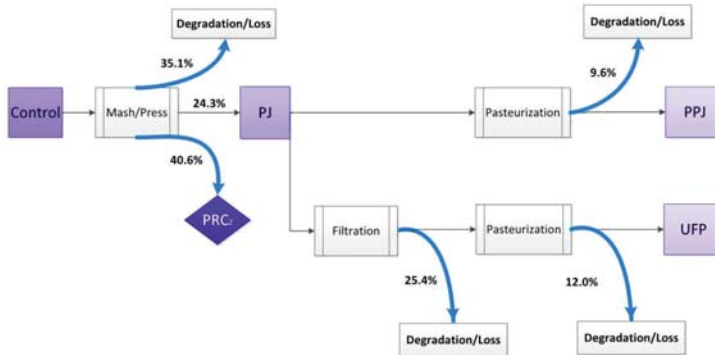 Degradation/Loss
Degradation/Loss
35.1%
9.6%
Control
Mash/Press
24.3%
PJ
Pasteurization
PPJ
40.6%
PRC₂
Filtration
Pasteurization
UFP
25.4%
12.0%
Degradation/Loss
Degradation/Loss